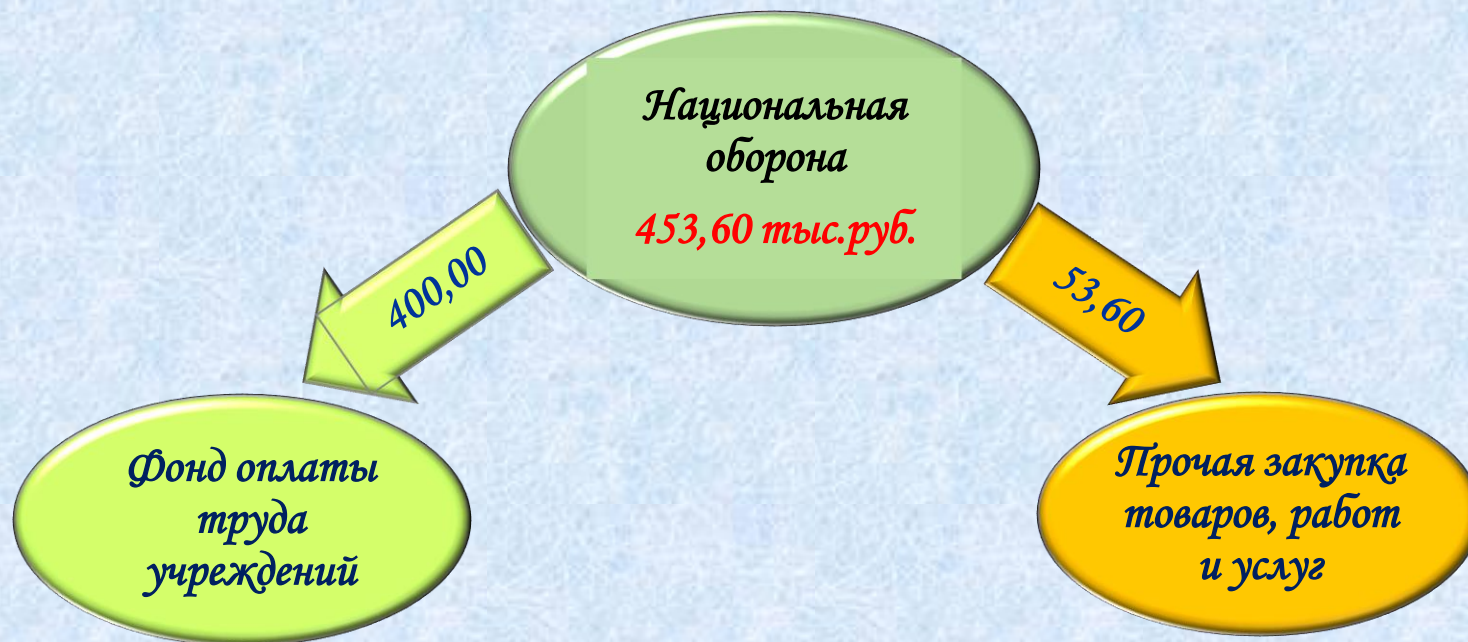 Национальная
оборона
453,60 тыс.руб.
400,00
53,60
Фонд оплаты
труда
учреждений
Прочая закупка
товаров, работ
и услуг